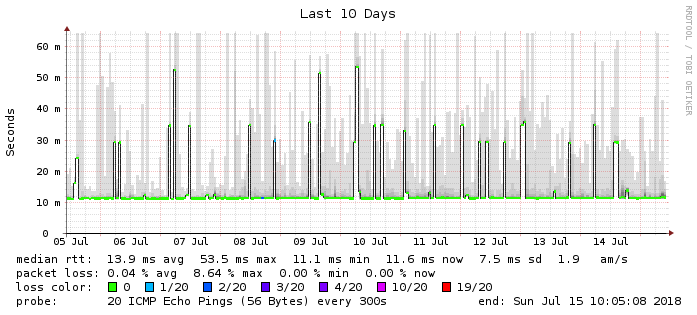 Last 10 Days
RRDTOOL / TOBI OETIKER
Seconds
60 m
50 m
40 m
30 m
20 m
10 m
0
05 Jul 06 Jul 07 Jul 08 Jul 09 Jul 10 Jul 11 Jul 12 Jul 13 Jul 14 Jul
median rtt: 13.9 ms avg 53.5 ms max 11.1 ms min 11.6 ms now 7.5 ms sd 1.9 am/s
packet loss: 0.04 % avg 8.64 % max 0.00 % min 0.00 % now
loss color: 0 1/20 2/20 3/20 4/20 10/20 19/20
probe: 20 ICMP Echo Pings (56 Bytes) every 300s end: Sun Jul 15 10:05:08 2018